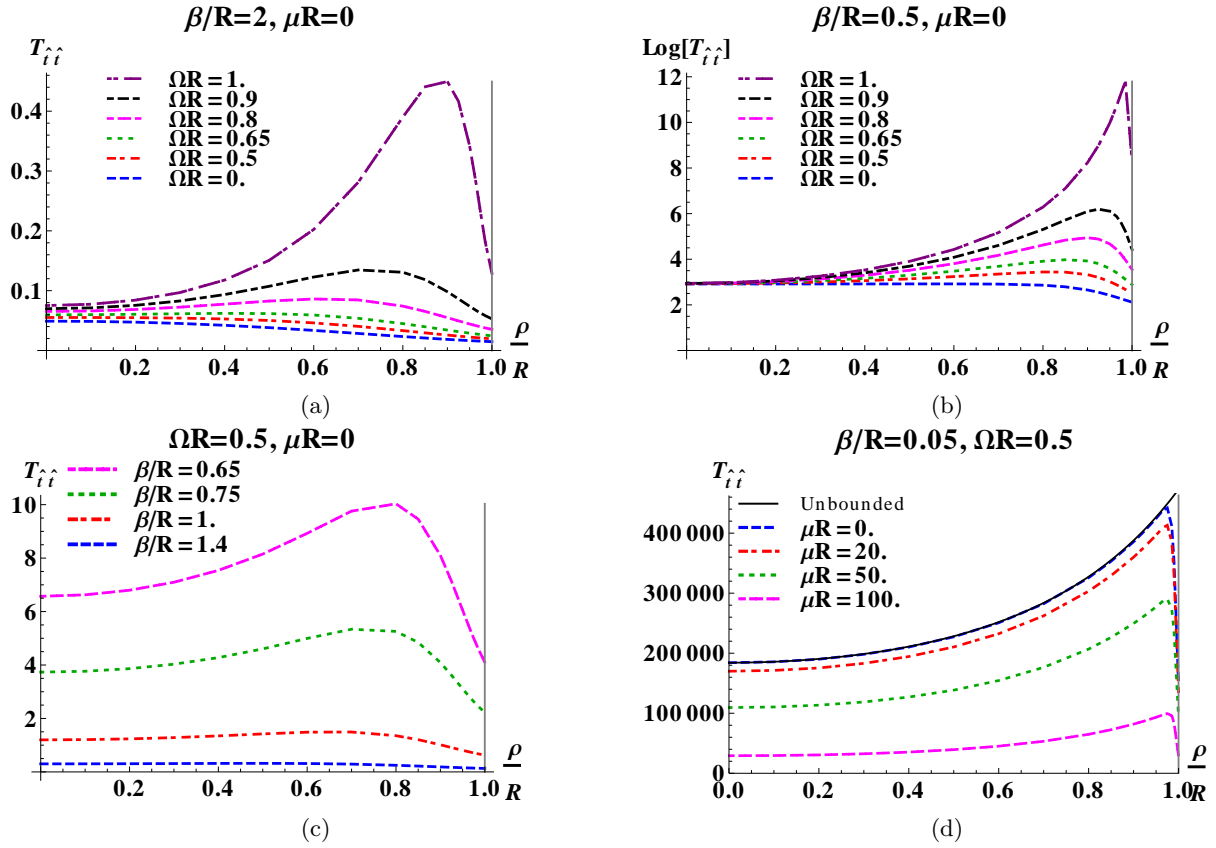 β/R=2, μR=0
T_{t̂ t̂}
ΩR=1.
ΩR=0.9
ΩR=0.8
ΩR=0.65
ΩR=0.5
ΩR=0.
0.4
0.3
0.2
0.1
0.2 0.4 0.6 0.8 1.0
ρ/R
(a)
β/R=0.5, μR=0
Log[T_{t̂ t̂}]
ΩR=1.
ΩR=0.9
ΩR=0.8
ΩR=0.65
ΩR=0.5
ΩR=0.
12
10
8
6
4
2
0.2 0.4 0.6 0.8 1.0
ρ/R
(b)
ΩR=0.5, μR=0
T_{t̂ t̂}
β/R=0.65
β/R=0.75
β/R=1.
β/R=1.4
10
8
6
4
2
0.2 0.4 0.6 0.8 1.0
ρ/R
(c)
β/R=0.05, ΩR=0.5
T_{t̂ t̂}
Unbounded
μR=0.
μR=20.
μR=50.
μR=100.
400 000
300 000
200 000
100 000
0
0.0 0.2 0.4 0.6 0.8 1.0
ρ/R
(d)